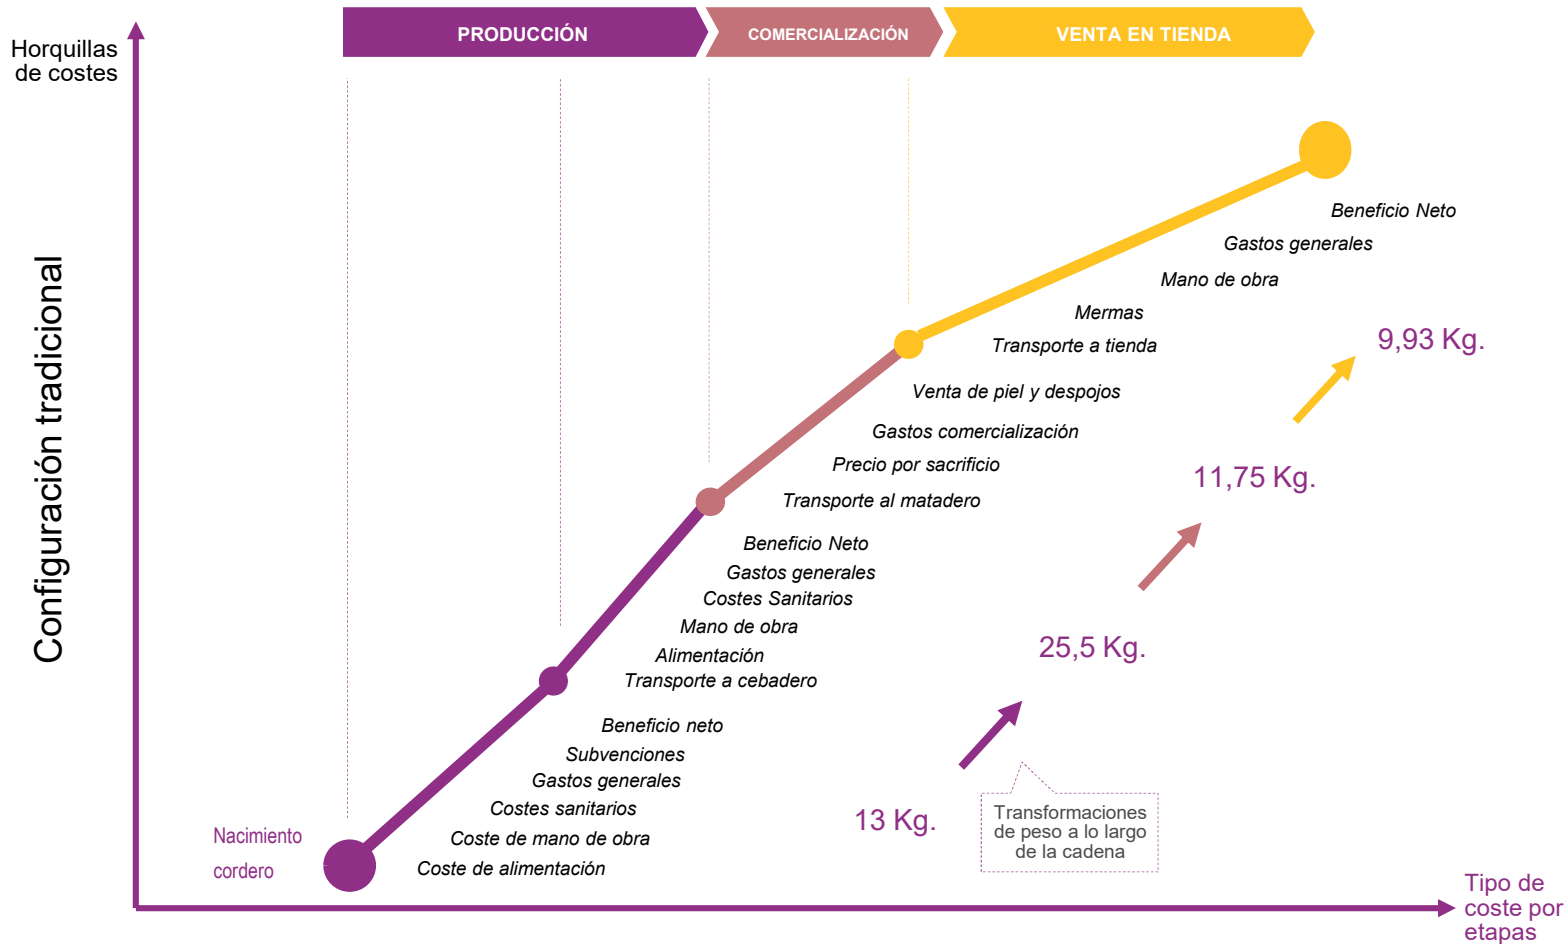 PRODUCCIÓN
COMERCIALIZACIÓN
VENTA EN TIENDA
Horquillas
de costes
Configuración tradicional
Beneficio Neto
Gastos generales
Mano de obra
Mermas
Transporte a tienda
9,93 Kg.
Venta de piel y despojos
Gastos comercialización
Precio por sacrificio
11,75 Kg.
Transporte al matadero
Beneficio Neto
Gastos generales
Costes Sanitarios
Mano de obra
25,5 Kg.
Alimentación
Transporte a cebadero
Beneficio neto
Subvenciones
Gastos generales
Costes sanitarios
Coste de mano de obra
Coste de alimentación
13 Kg.
Transformaciones
de peso a lo largo
de la cadena
Nacimiento
cordero
Tipo de
coste por
etapas